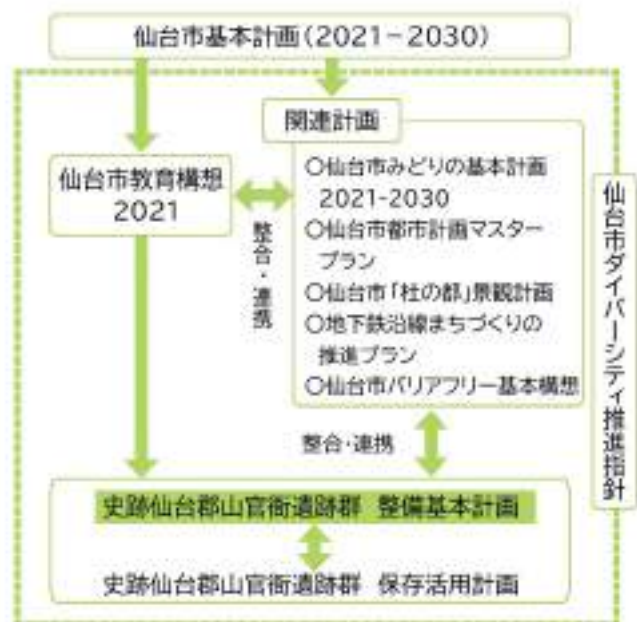 仙台市基本計画(2021-2030)
関連計画
仙台市教育構想
2021
整合・連携
○仙台市みどりの基本計画
2021-2030
○仙台市都市計画マスター
プラン
○仙台市「杜の都」景観計画
○地下鉄沿線まちづくりの
推進プラン
○仙台市バリアフリー基本構想
仙台市ダイバーシティ推進指針
整合・連携
史跡仙台郡山官衙遺跡群 整備基本計画
史跡仙台郡山官衙遺跡群 保存活用計画